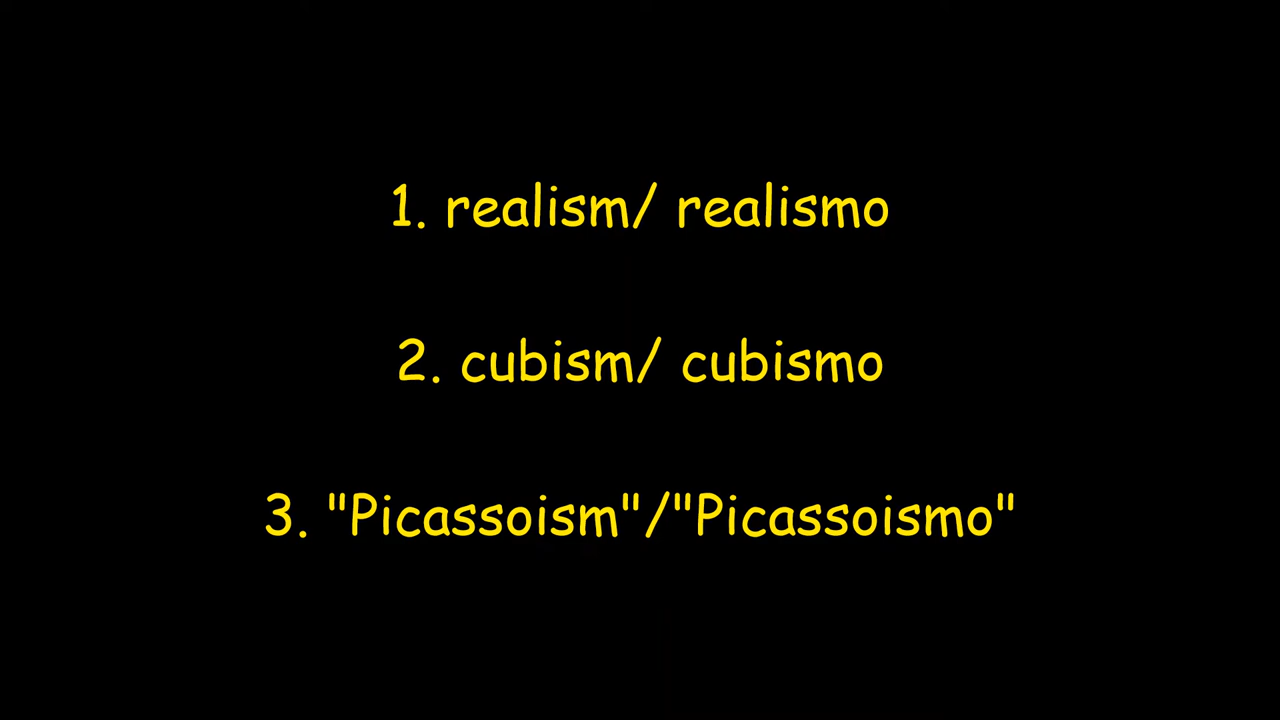 1. realism/ realismo
2. cubism/ cubismo
3. "Picassoism"/"Picassoismo"